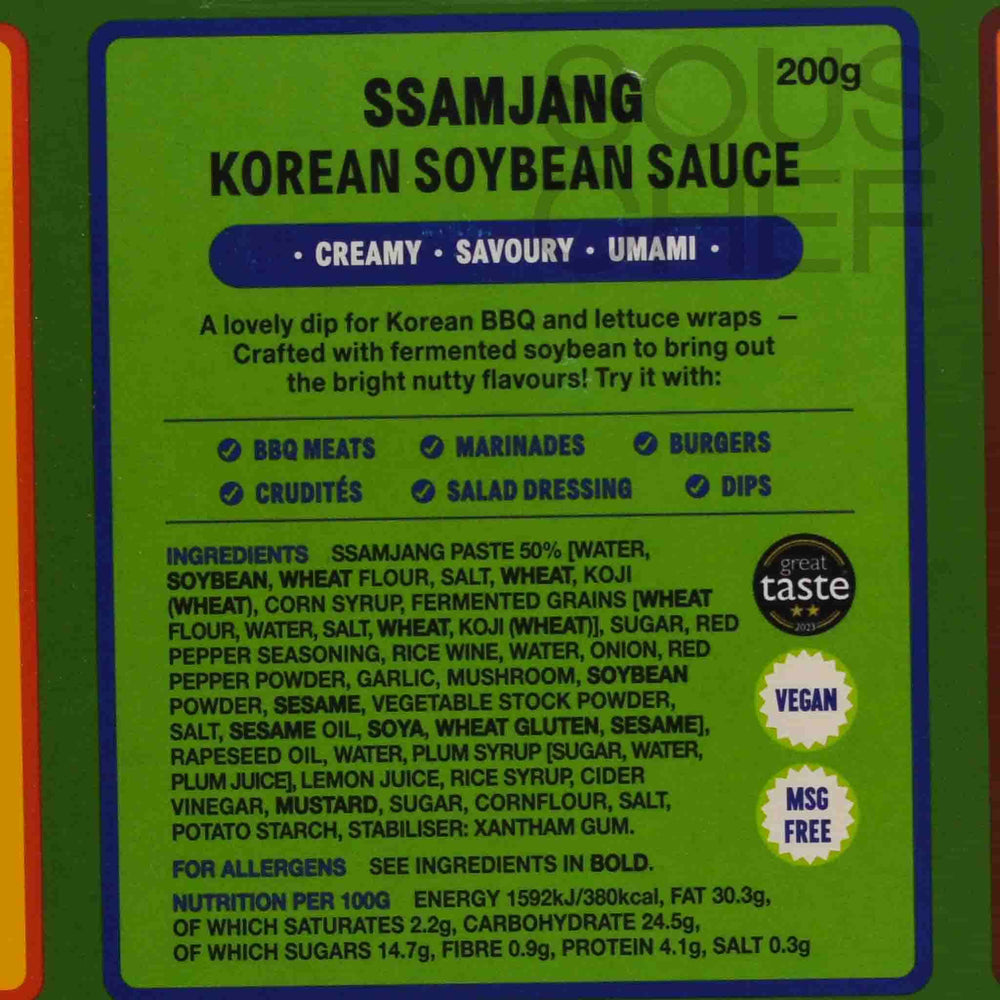 SSAMJANG
200g
KOREAN SOYBEAN SAUCE
SOUS
CHEF
· CREAMY · SAVOURY · UMAMI ·
A lovely dip for Korean BBQ and lettuce wraps —
Crafted with fermented soybean to bring out
the bright nutty flavours! Try it with:
BBQ MEATS MARINADES BURGERS
CRUDITÉS SALAD DRESSING DIPS
INGREDIENTS SSAMJANG PASTE 50% [WATER,
SOYBEAN, WHEAT FLOUR, SALT, WHEAT, KOJI
(WHEAT), CORN SYRUP, FERMENTED GRAINS [WHEAT
FLOUR, WATER, SALT, WHEAT, KOJI (WHEAT)], SUGAR, RED
PEPPER SEASONING, RICE WINE, WATER, ONION, RED
PEPPER POWDER, GARLIC, MUSHROOM, SOYBEAN
POWDER, SESAME, VEGETABLE STOCK POWDER,
SALT, SESAME OIL, SOYA, WHEAT GLUTEN, SESAME],
RAPESEED OIL, WATER, PLUM SYRUP [SUGAR, WATER,
PLUM JUICE], LEMON JUICE, RICE SYRUP, CIDER
VINEGAR, MUSTARD, SUGAR, CORNFLOUR, SALT,
POTATO STARCH, STABILISER: XANTHAM GUM.
great
taste
2023
VEGAN
MSG
FREE
FOR ALLERGENS SEE INGREDIENTS IN BOLD.
NUTRITION PER 100G ENERGY 1592kJ/380kcal, FAT 30.3g,
OF WHICH SATURATES 2.2g, CARBOHYDRATE 24.5g,
OF WHICH SUGARS 14.7g, FIBRE 0.9g, PROTEIN 4.1g, SALT 0.3g